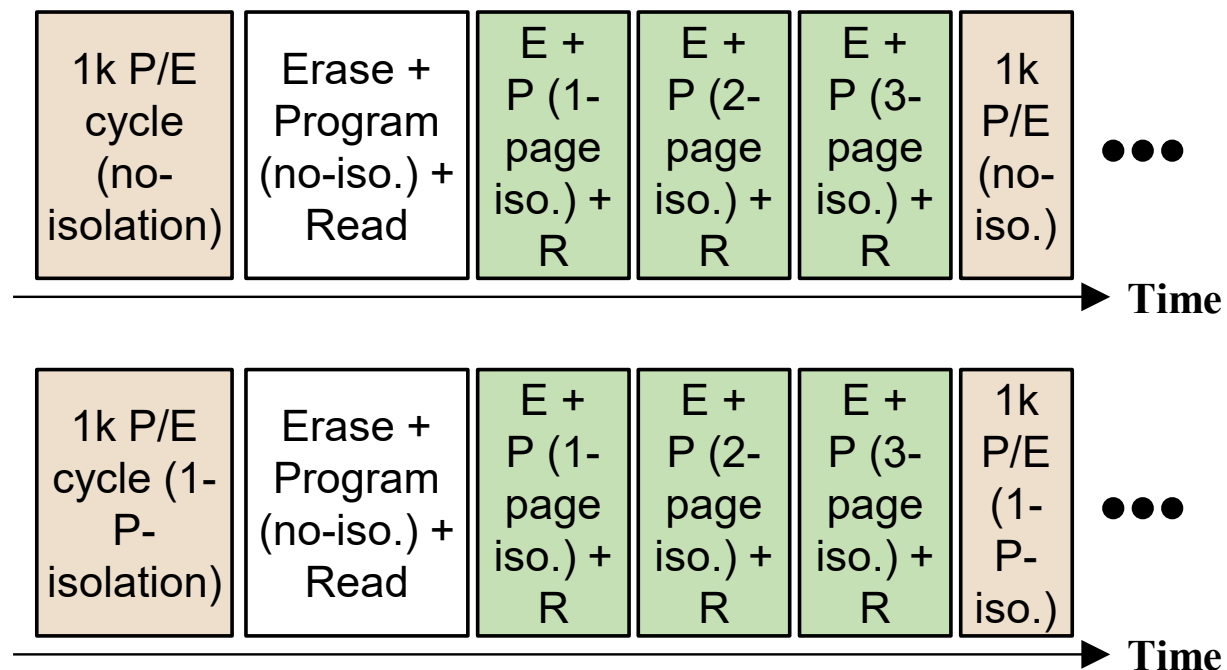 1k P/E
cycle
(no-
isolation)
Erase +
Program
(no-iso.) +
Read
E +
P (1-
page
iso.) +
R
E +
P (2-
page
iso.) +
R
E +
P (3-
page
iso.) +
R
1k
P/E
(no-
iso.)
Time
1k P/E
cycle (1-
P-
isolation)
Erase +
Program
(no-iso.) +
Read
E +
P (1-
page
iso.) +
R
E +
P (2-
page
iso.) +
R
E +
P (3-
page
iso.) +
R
1k
P/E
(1-
P-
iso.)
Time